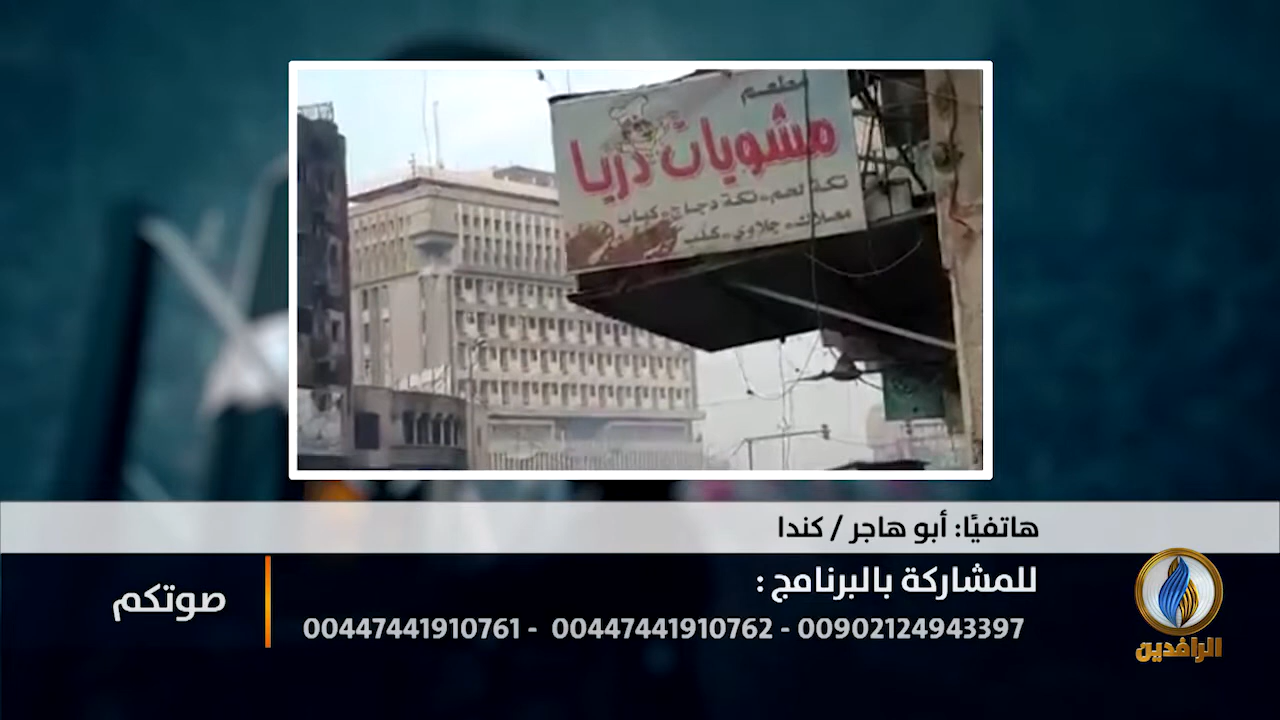 مطعم
مشويات دريا
تكة لحم - تكة دجاج - كباب
معلاك - جلاوي - كلب
هاتفيًا: أبو هاجر / كندا
للمشاركة بالبرنامج :
00447441910761 - 00447441910762 - 00902124943397
صوتكم
الرافدين